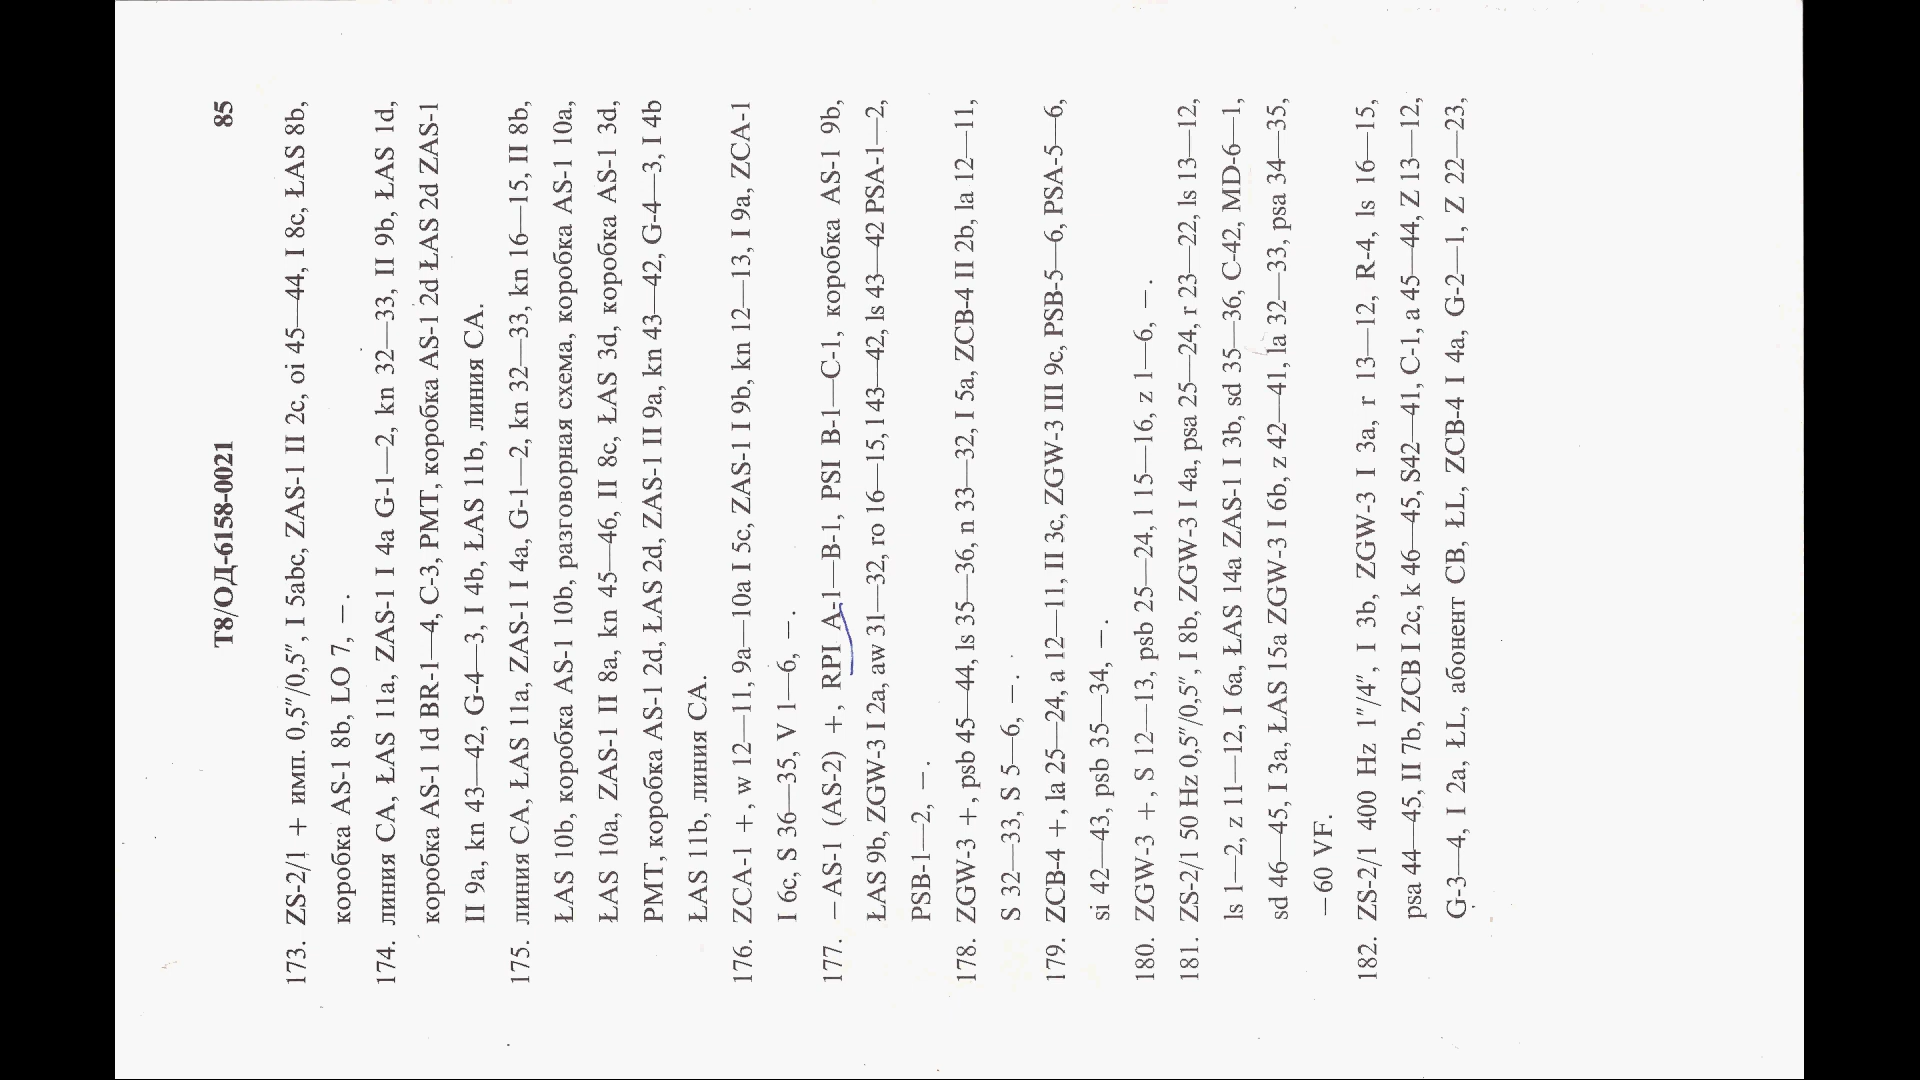 Т8/ОД-6158-0021 85
173. ZS-2/1 + имп. 0,5″/0,5″, I 5abc, ZAS-1 II 2c, oi 45—44, I 8c, ŁAS 8b,
коробка AS-1 8b, LO 7, −.
174. линия СА, ŁAS 11a, ZAS-1 I 4a G-1—2, kn 32—33, II 9b, ŁAS 1d,
коробка AS-1 1d BR-1—4, C-3, PMT, коробка AS-1 2d ŁAS 2d ZAS-1
II 9a, kn 43—42, G-4—3, I 4b, ŁAS 11b, линия СА.
175. линия СА, ŁAS 11a, ZAS-1 I 4a, G-1—2, kn 32—33, kn 16—15, II 8b,
ŁAS 10b, коробка AS-1 10b, разговорная схема, коробка AS-1 10a,
ŁAS 10a, ZAS-1 II 8a, kn 45—46, II 8c, ŁAS 3d, коробка AS-1 3d,
PMT, коробка AS-1 2d, ŁAS 2d, ZAS-1 II 9a, kn 43—42, G-4—3, I 4b
ŁAS 11b, линия СА.
176. ZCA-1 +, w 12—11, 9a—10a I 5c, ZAS-1 I 9b, kn 12—13, I 9a, ZCA-1
I 6c, S 36—35, V 1—6, −.
177. −AS-1 (AS-2) +, RPI A-1—B-1, PSI B-1—C-1, коробка AS-1 9b,
ŁAS 9b, ZGW-3 I 2a, aw 31—32, ro 16—15, l 43—42, ls 43—42 PSA-1—2,
PSB-1—2, −.
178. ZGW-3 +, psb 45—44, ls 35—36, n 33—32, I 5a, ZCB-4 II 2b, la 12—11,
S 32—33, S 5—6, −.
179. ZCB-4 +, la 25—24, a 12—11, II 3c, ZGW-3 III 9c, PSB-5—6, PSA-5—6,
si 42—43, psb 35—34, −.
180. ZGW-3 +, S 12—13, psb 25—24, l 15—16, z 1—6, −.
181. ZS-2/1 50 Hz 0,5″/0,5″, I 8b, ZGW-3 I 4a, psa 25—24, r 23—22, ls 13—12,
ls 1—2, z 11—12, I 6a, ŁAS 14a ZAS-1 I 3b, sd 35—36, C-42, MD-6—1,
sd 46—45, I 3a, ŁAS 15a ZGW-3 I 6b, z 42—41, la 32—33, psa 34—35,
−60 VF.
182. ZS-2/1 400 Hz 1″/4″, I 3b, ZGW-3 I 3a, r 13—12, R-4, ls 16—15,
psa 44—45, II 7b, ZCB I 2c, k 46—45, S42—41, C-1, a 45—44, Z 13—12,
G-3—4, I 2a, ŁL, абонент СВ, ŁL, ZCB-4 I 4a, G-2—1, Z 22—23,